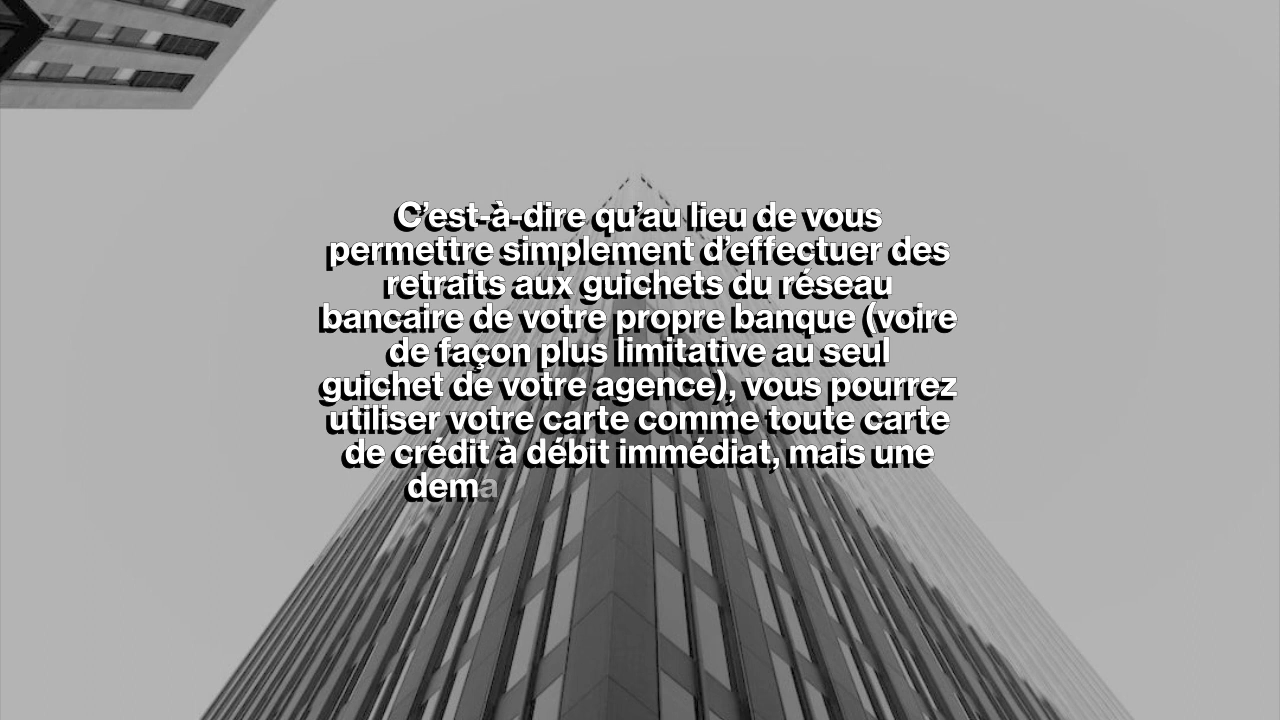 C’est-à-dire qu’au lieu de vous
permettre simplement d’effectuer des
retraits aux guichets du réseau
bancaire de votre propre banque (voire
de façon plus limitative au seul
guichet de votre agence), vous pourrez
utiliser votre carte comme toute carte
de crédit à débit immédiat, mais une
dema